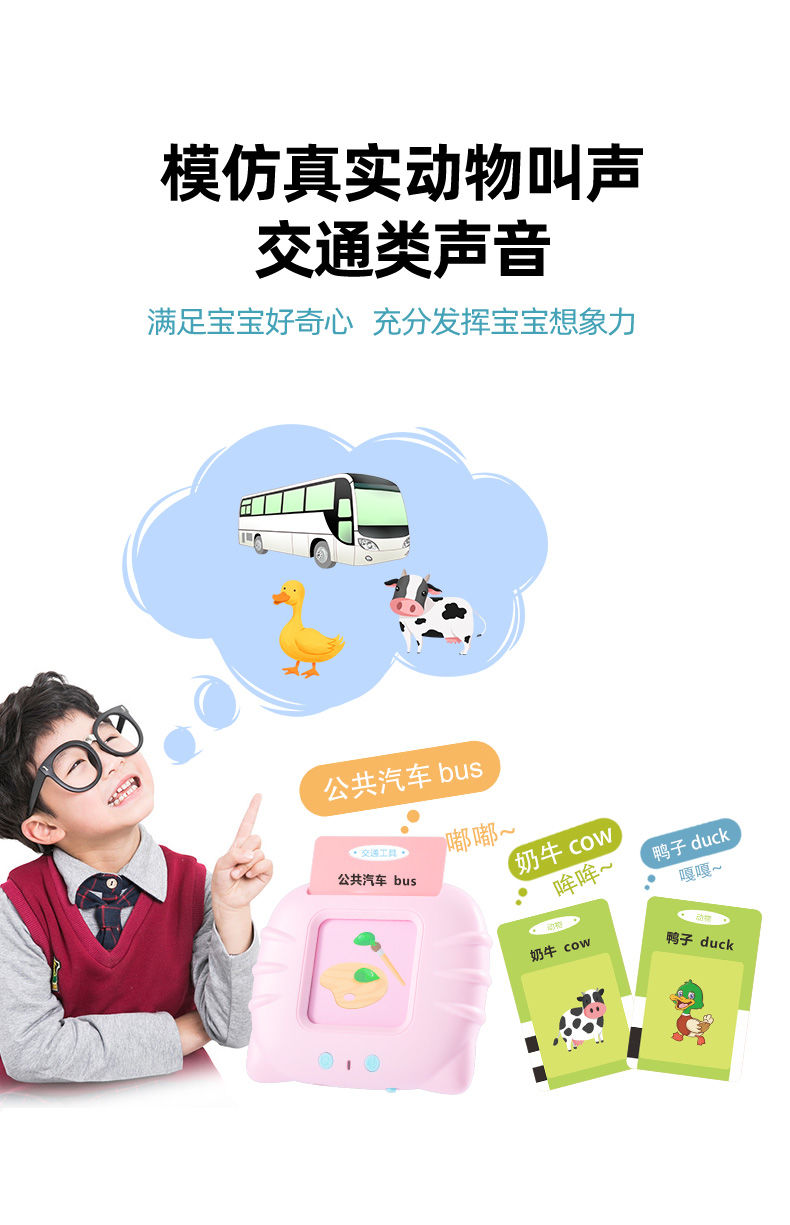 模仿真实动物叫声
交通类声音
满足宝宝好奇心 充分发挥宝宝想象力
公共汽车 bus
嘟嘟~
交通工具
公共汽车 bus
奶牛 cow
哞哞~
鸭子 duck
嘎嘎~
动物
奶牛 cow
动物
鸭子 duck